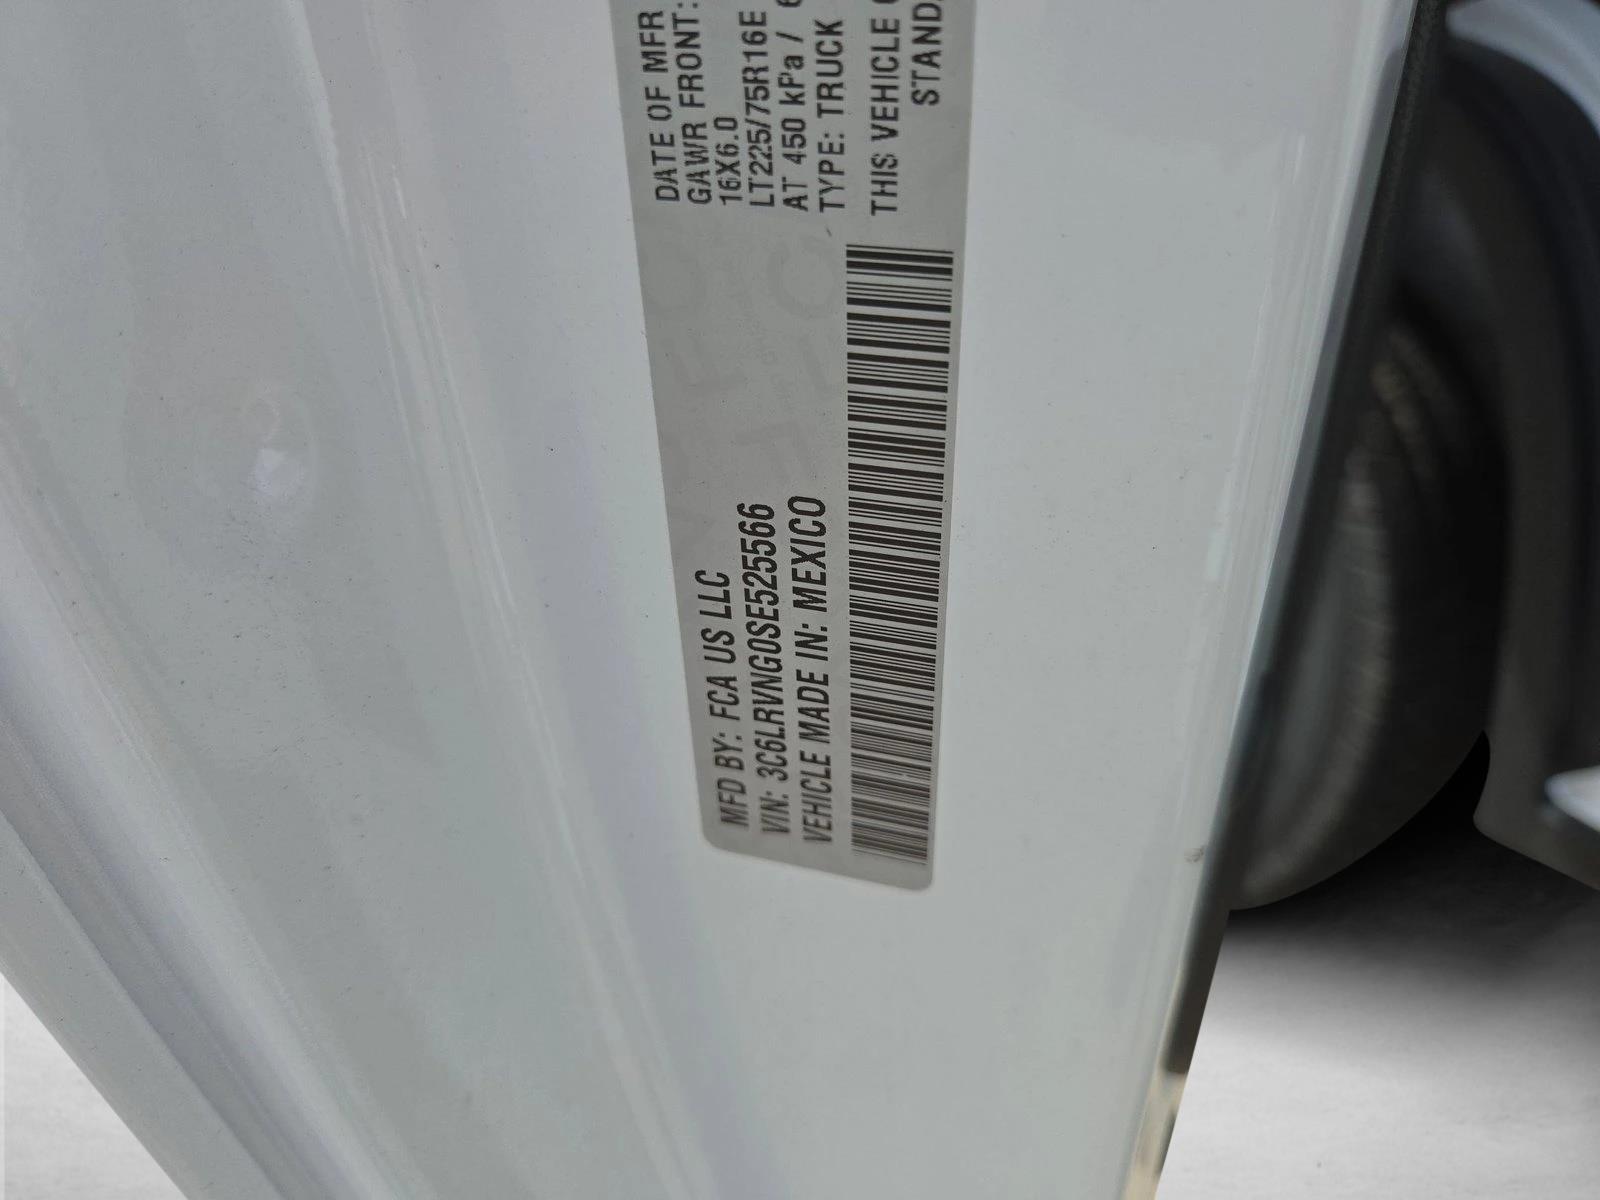 MFD BY: FCA US LLC
VIN: 3C6LRVNG0SE525566
VEHICLE MADE IN: MEXICO
DATE OF MFR
GAWR FRONT:
16X6.0
LT225/75R16E
AT 450 kPa / 6
TYPE: TRUCK
THIS VEHICLE
STAND